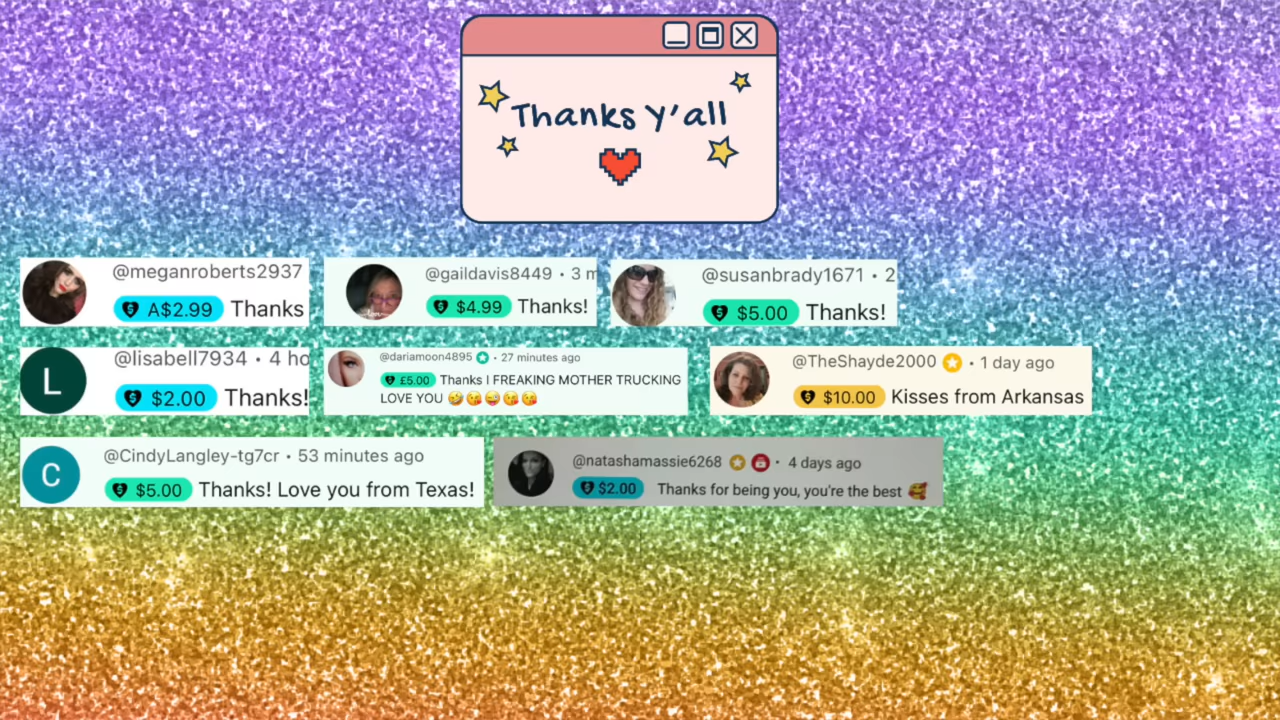 Thanks Y'all
@meganroberts2937
A$2.99 Thanks
@gaildavis8449 • 3 m
$4.99 Thanks!
@susanbrady1671 • 2
$5.00 Thanks!
@lisabell7934 • 4 ho
L
$2.00 Thanks!
@dariamoon4895 • 27 minutes ago
£5.00 Thanks I FREAKING MOTHER TRUCKING
LOVE YOU 🤣😘😜😘😘
@TheShayde2000 • 1 day ago
$10.00 Kisses from Arkansas
@CindyLangley-tg7cr • 53 minutes ago
C
$5.00 Thanks! Love you from Texas!
@natashamassie6268 • 4 days ago
$2.00 Thanks for being you, you're the best 🥰